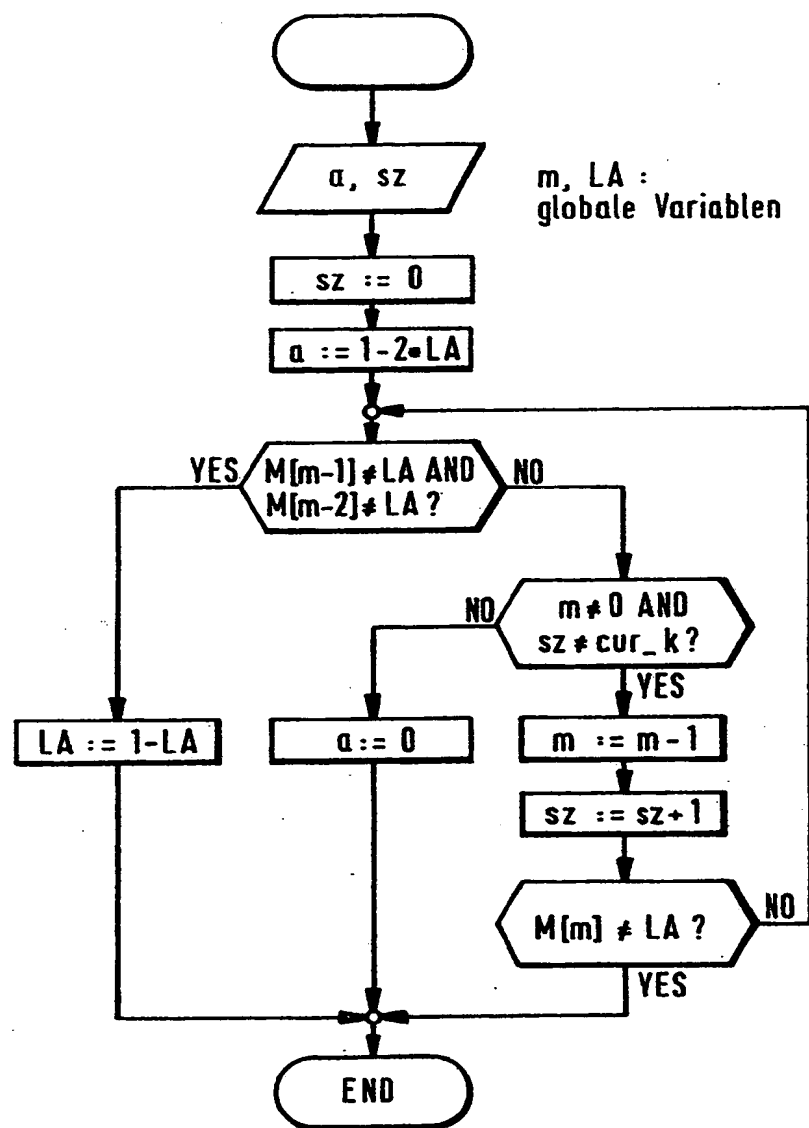 a, sz
m, LA :
globale Variablen
sz := 0
a := 1-2*LA
YES
M[m-1]≠LA AND
M[m-2]≠LA ?
NO
NO
m≠0 AND
sz≠cur_k?
YES
LA := 1-LA
a:= 0
m := m-1
sz := sz+1
M[m] ≠ LA ?
NO
YES
END